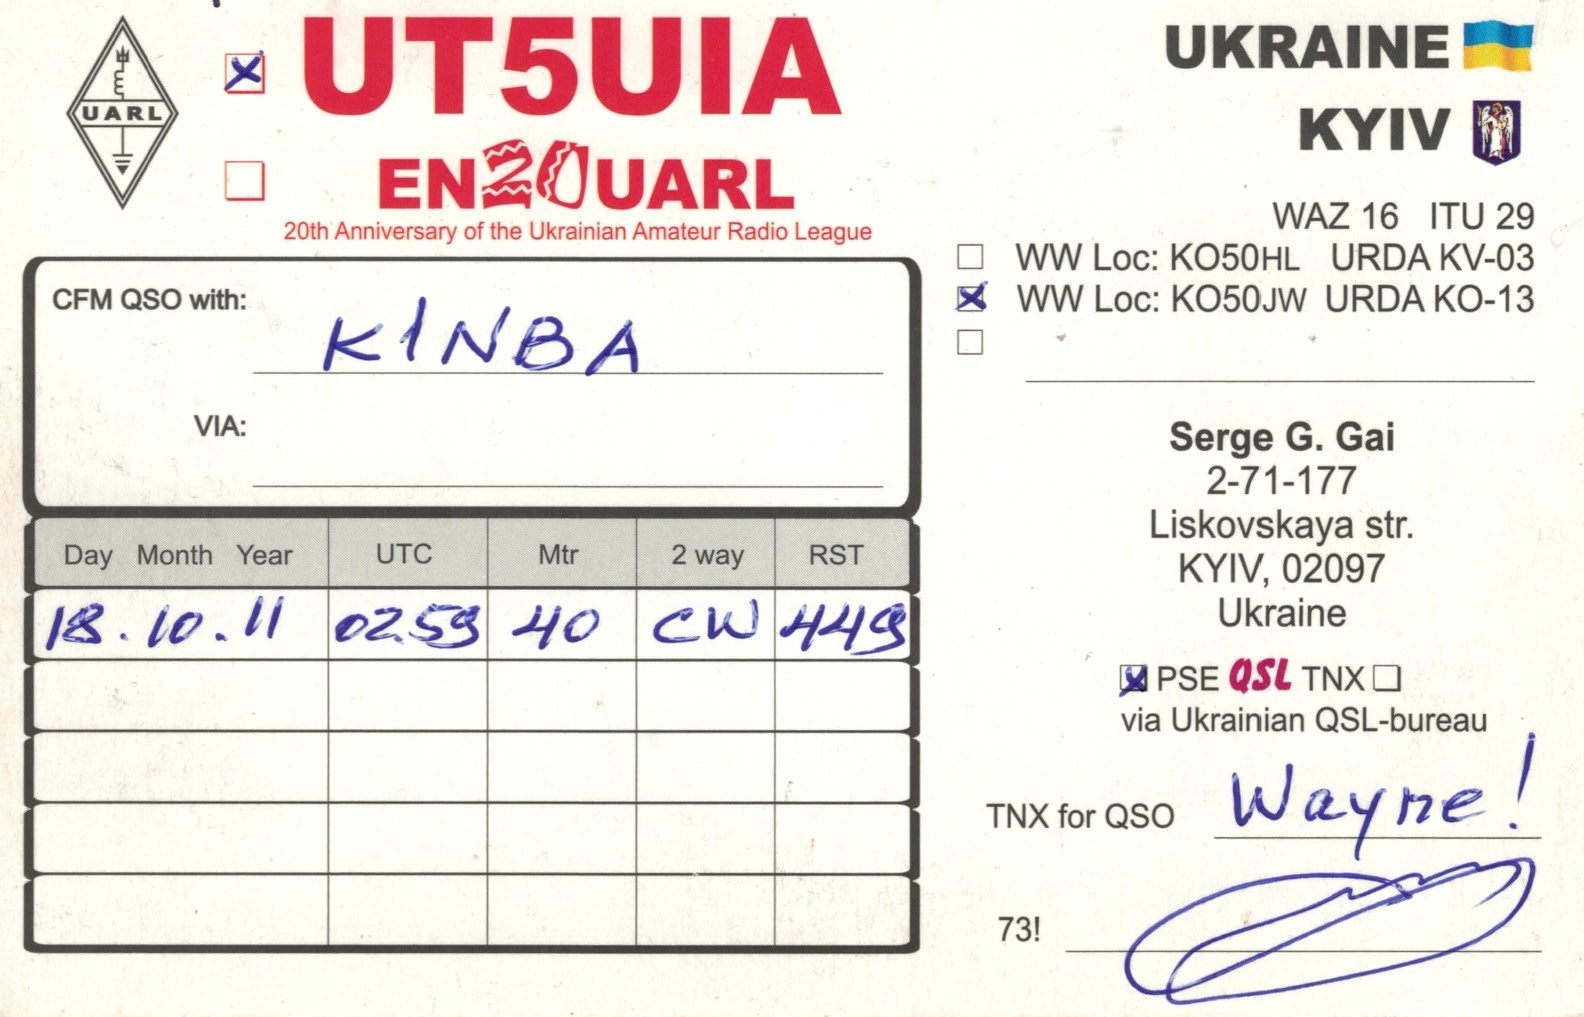 UARL
UT5UIA
EN20UARL
20th Anniversary of the Ukrainian Amateur Radio League
UKRAINE
KYIV
WAZ 16 ITU 29
WW Loc: KO50HL URDA KV-03
WW Loc: KO50JW URDA KO-13
CFM QSO with: K1NBA
VIA:
Day Month Year UTC Mtr 2 way RST
18.10.11 02.59 40 CW 449
Serge G. Gai
2-71-177
Liskovskaya str.
KYIV, 02097
Ukraine
PSE QSL TNX
via Ukrainian QSL-bureau
TNX for QSO Wayne!
73!